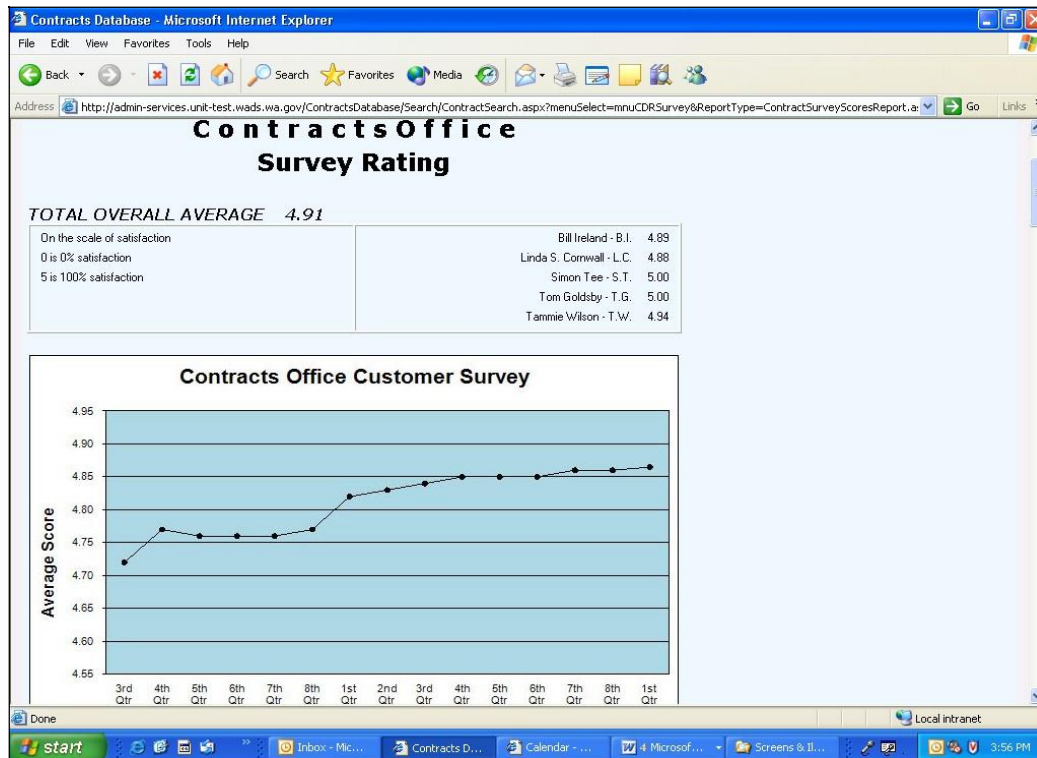 Contracts Database - Microsoft Internet Explorer
File Edit View Favorites Tools Help
Back Search Favorites Media
Address http://admin-services.unit-test.wads.wa.gov/ContractsDatabase/Search/ContractSearch.aspx?menuSelect=mnuCDRSurvey&ReportType=ContractSurveyScoresReport.a Go Links
ContractsOffice
Survey Rating
TOTAL OVERALL AVERAGE 4.91
On the scale of satisfaction
0 is 0% satisfaction
5 is 100% satisfaction
Bill Ireland - B.I. 4.89
Linda S. Cornwall - L.C. 4.88
Simon Tee - S.T. 5.00
Tom Goldsby - T.G. 5.00
Tammie Wilson - T.W. 4.94
Contracts Office Customer Survey
Average Score
4.95
4.90
4.85
4.80
4.75
4.70
4.65
4.60
4.55
3rd 4th 5th 6th 7th 8th 1st 2nd 3rd 4th 5th 6th 7th 8th 1st
Qtr Qtr Qtr Qtr Qtr Qtr Qtr Qtr Qtr Qtr Qtr Qtr Qtr Qtr Qtr
Done Local intranet
start Inbox - Mic... Contracts D... Calendar - ... 4 Microsof... Screens & Il... 3:56 PM